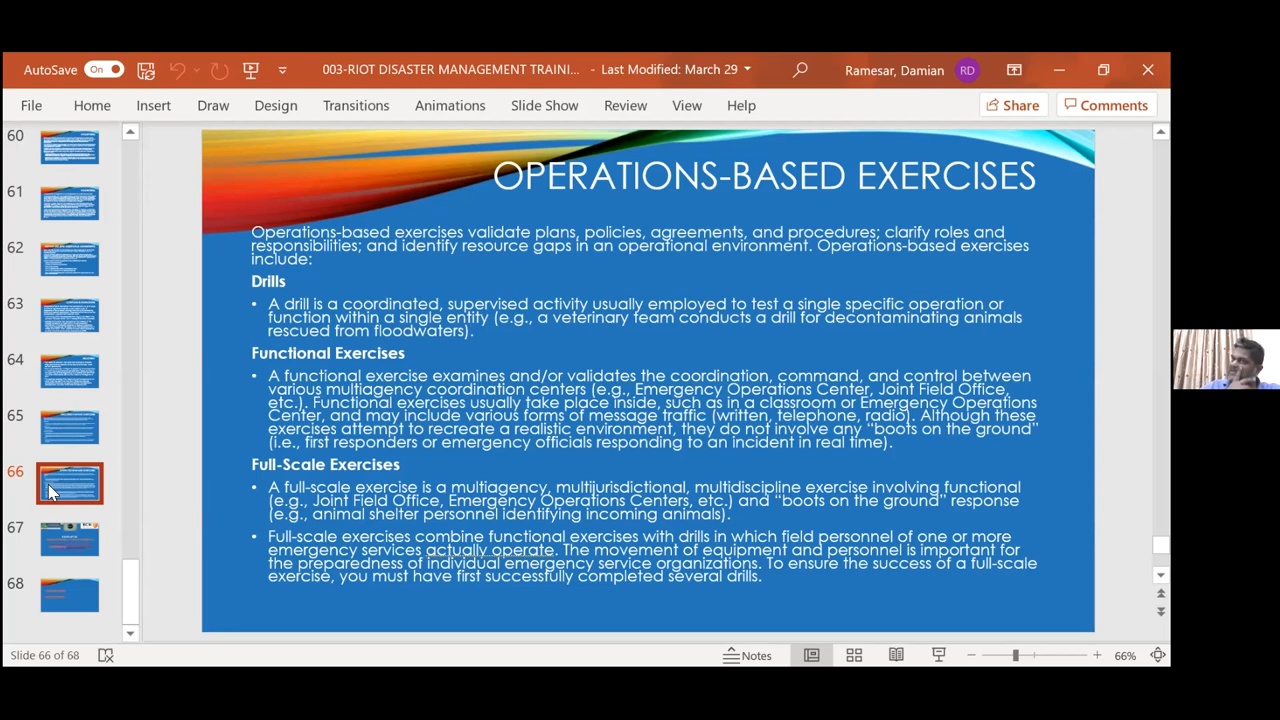 AutoSave On 003-RIOT DISASTER MANAGEMENT TRAINI... - Last Modified: March 29 Ramesar, Damian RD
File Home Insert Draw Design Transitions Animations Slide Show Review View Help Share Comments
60
61
62
63
64
65
66
67
68
OPERATIONS-BASED EXERCISES
Operations-based exercises validate plans, policies, agreements, and procedures; clarify roles and
responsibilities; and identify resource gaps in an operational environment. Operations-based exercises
include:
Drills
• A drill is a coordinated, supervised activity usually employed to test a single specific operation or
function within a single entity (e.g., a veterinary team conducts a drill for decontaminating animals
rescued from floodwaters).
Functional Exercises
• A functional exercise examines and/or validates the coordination, command, and control between
various multigency coordination centers (e.g., Emergency Operations Center, Joint Field Office,
etc.). Functional exercises usually take place inside, such as in a classroom or Emergency Operations
Center, and may include various forms of message traffic (written, telephone, radio). Although these
exercises attempt to recreate a realistic environment, they do not involve any “boots on the ground”
(i.e., first responders or emergency officials responding to an incident in real time).
Full-Scale Exercises
• A full-scale exercise is a multiagency, multijurisdictional, multidiscipline exercise involving functional
(e.g., Joint Field Office, Emergency Operations Centers, etc.) and “boots on the ground” response
(e.g., animal shelter personnel identifying incoming animals).
• Full-scale exercises combine functional exercises with drills in which field personnel of one or more
emergency services actually operate. The movement of equipment and personnel is important for
the preparedness of individual emergency service organizations. To ensure the success of a full-scale
exercise, you must have first successfully completed several drills.
Slide 66 of 68 Notes 66%